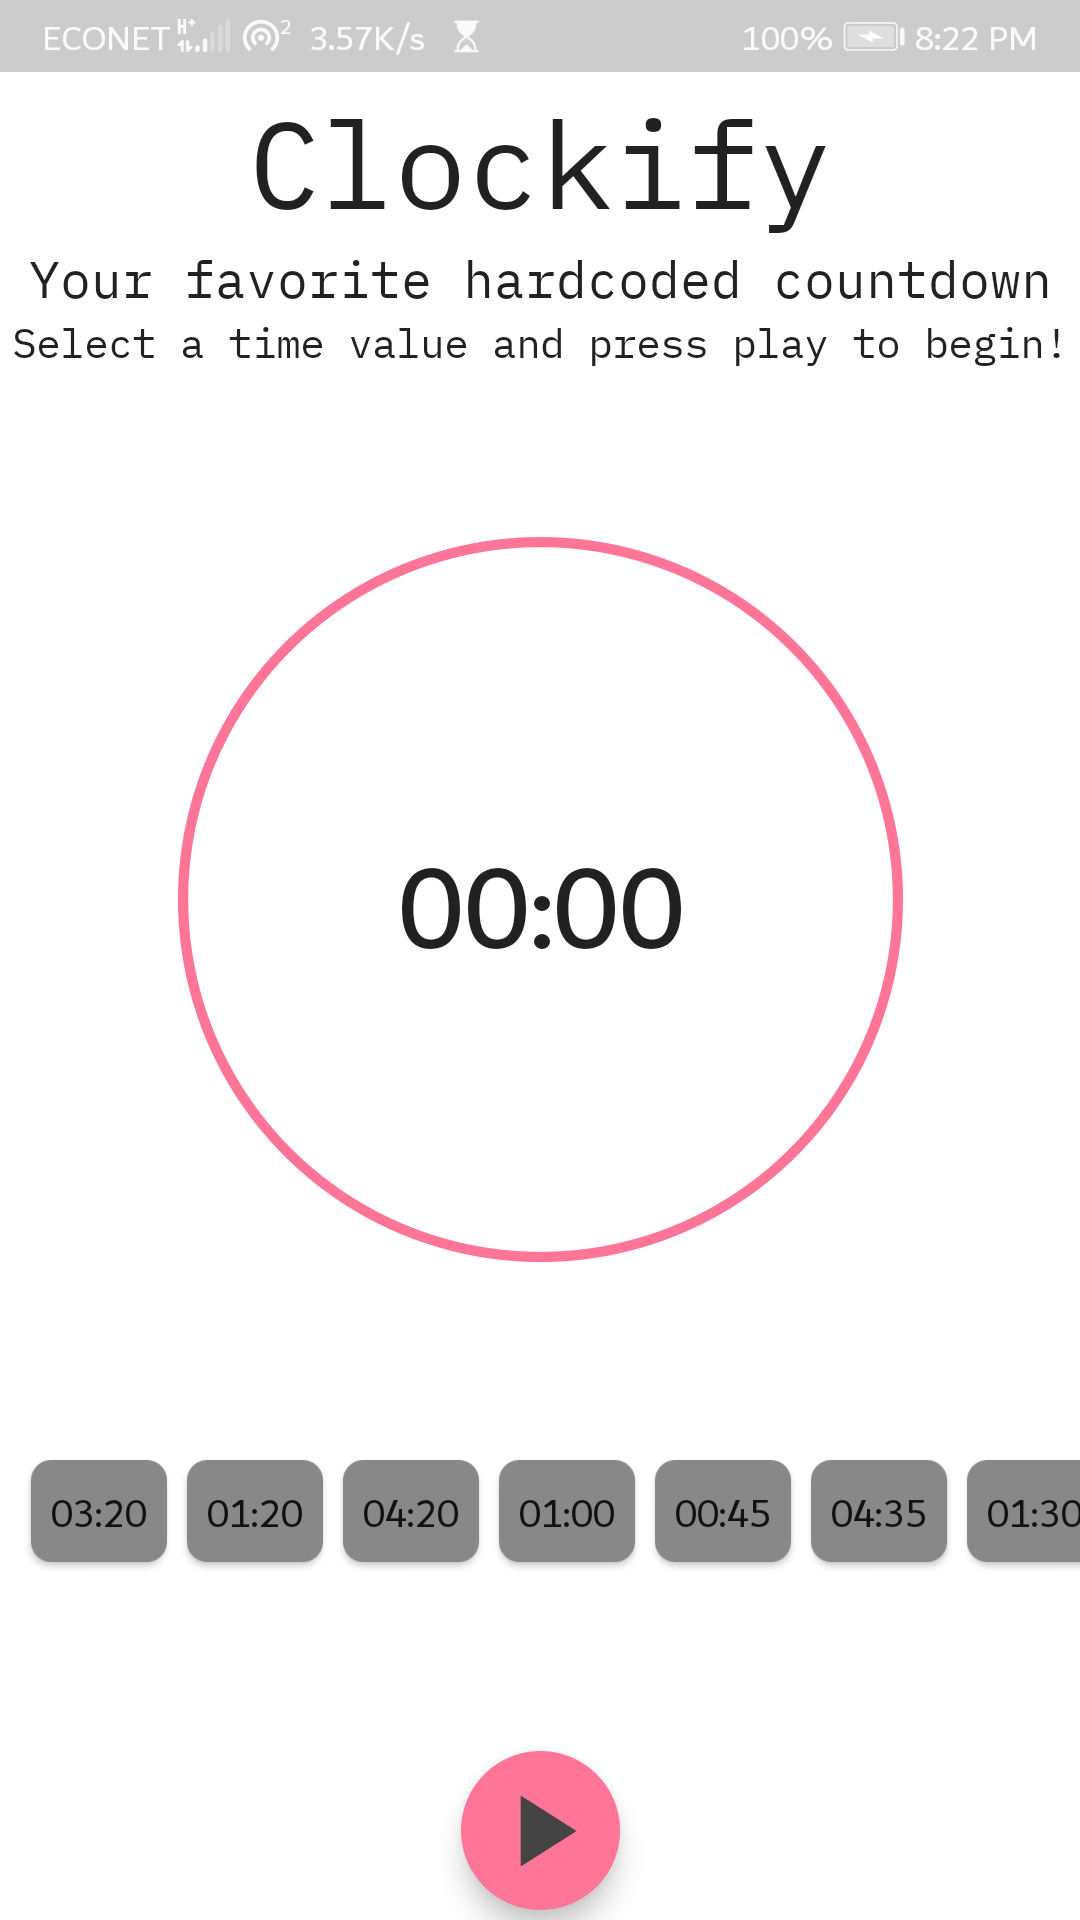 ECONET H+ 2 3.57K/s 100% 8:22 PM
Clockify
Your favorite hardcoded countdown
Select a time value and press play to begin!
00:00
03:20 01:20 04:20 01:00 00:45 04:35 01:30